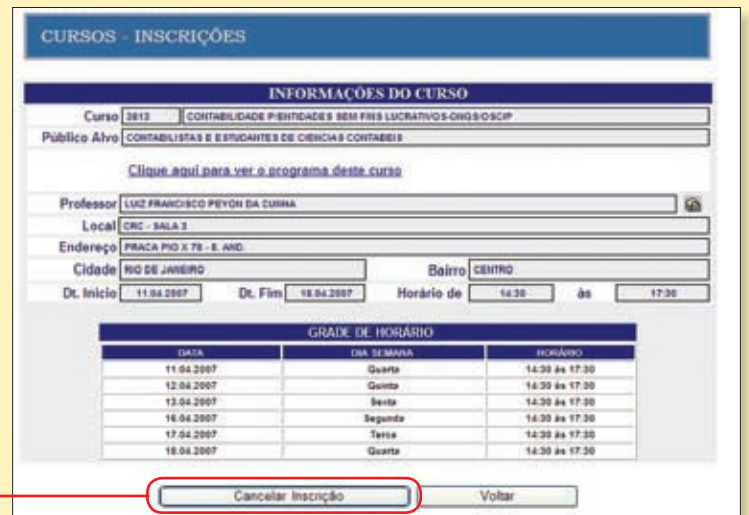 CURSOS - INSCRIÇÕES
INFORMAÇÕES DO CURSO
Curso 3813 CONTABILIDADE P/ENTIDADES SEM FINS LUCRATIVOS-ONGS/OSCIP
Público Alvo CONTABILISTAS E ESTUDANTES DE CIENCIAS CONTABEIS
Clique aqui para ver o programa deste curso
Professor LUIZ FRANCISCO PEYON DA CUNHA
Local CRC - SALA 3
Endereço PRACA PIO X 78 - 8. AND.
Cidade RIO DE JANEIRO Bairro CENTRO
Dt. Inicio 11.04.2007 Dt. Fim 18.04.2007 Horário de 14:30 às 17:30
GRADE DE HORÁRIO
DATA DIA SEMANA HORÁRIO
11.04.2007 Quarta 14:30 às 17:30
12.04.2007 Quinta 14:30 às 17:30
13.04.2007 Sexta 14:30 às 17:30
16.04.2007 Segunda 14:30 às 17:30
17.04.2007 Terca 14:30 às 17:30
18.04.2007 Quarta 14:30 às 17:30
Cancelar Inscrição Voltar